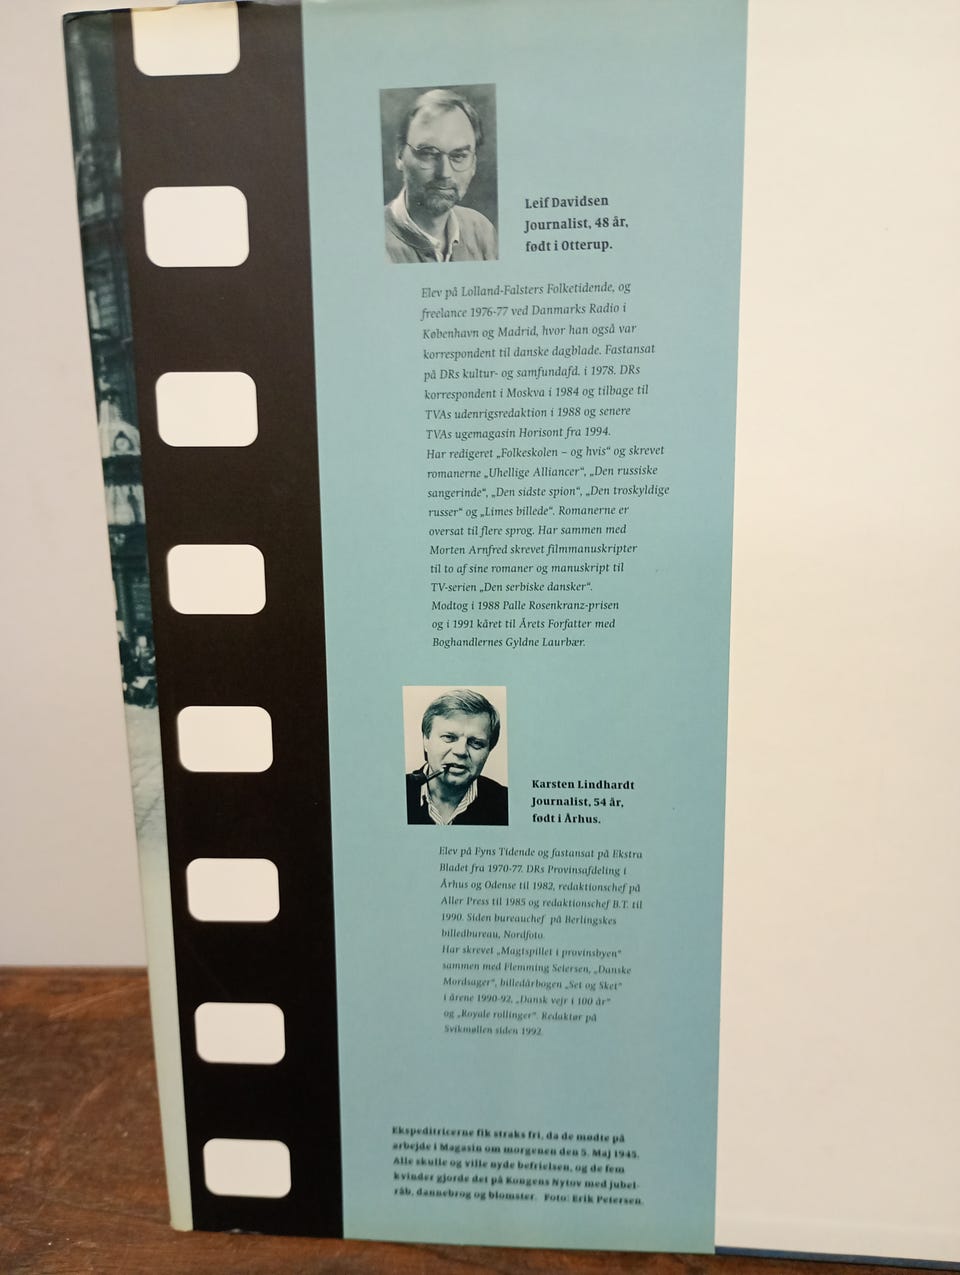 Leif Davidsen
Journalist, 48 år,
født i Otterup.
Elev på Lolland-Falsters Folketidende, og
freelance 1976-77 ved Danmarks Radio i
København og Madrid, hvor han også var
korrespondent til danske dagblade. Fastansat
på DRs kultur- og samfundafd. i 1978. DRs
korrespondent i Moskva i 1984 og tilbage til
TVAs udenrigsredaktion i 1988 og senere
TVAs ugemagasin Horisont fra 1994.
Har redigeret „Folkeskolen – og hvis“ og skrevet
romanerne „Uhellige Alliancer“, „Den russiske
sangerinde“, „Den sidste spion“, „Den troskyldige
russer“ og „Limes billede“. Romanerne er
oversat til flere sprog. Har sammen med
Morten Arnfred skrevet filmmanuskripter
til to af sine romaner og manuskript til
TV-serien „Den serbiske dansker“.
Modtog i 1988 Palle Rosenkranz-prisen
og i 1991 kåret til Årets Forfatter med
Boghandlernes Gyldne Laurbær.
Karsten Lindhardt
Journalist, 54 år,
født i Århus.
Elev på Fyns Tidende og fastansat på Ekstra
Bladet fra 1970-77. DRs Provinsafdeling i
Århus og Odense til 1982, redaktionschef på
Aller Press til 1985 og redaktionschef B.T. til
1990. Siden bureauchef på Berlingskes
billedbureau, Nordfoto.
Har skrevet „Magtspillet i provinsbyen“
sammen med Flemming Seiersen, „Danske
Mordsager“, billedårbogen „Set og Sket“
i årene 1990-92, „Dansk vejr i 100 år“
og „Royale rollinger“. Redaktør på
Svikmøllen siden 1992.
Ekspeditricerne fik straks fri, da de mødte på
arbejde i Magasin om morgenen den 5. Maj 1945.
Alle skulle og ville nyde befrielsen, og de fem
kvinder gjorde det på Kongens Nytov med jubel-
råb, dannebrog og blomster. Foto: Erik Petersen.